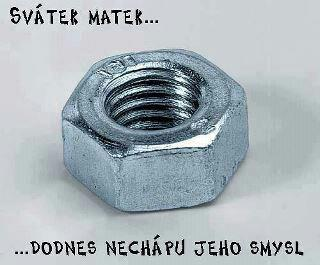 Svátek matek...
...dodnes nechápu jeho smysl